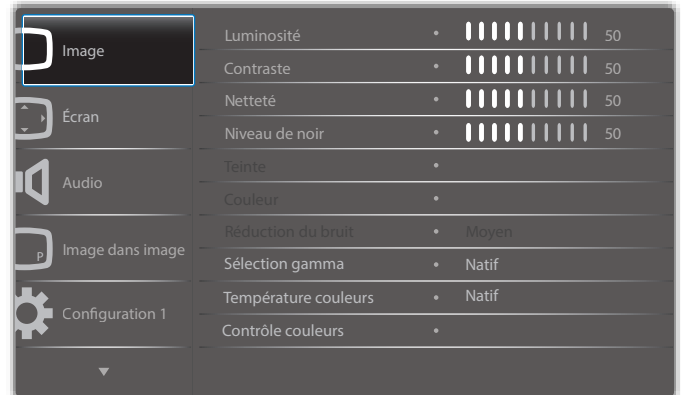 Image
Écran
Audio
P
Image dans image
Configuration 1
Luminosité • 50
Contraste • 50
Netteté • 50
Niveau de noir • 50
Teinte •
Couleur •
Réduction du bruit • Moyen
Sélection gamma • Natif
Température couleurs • Natif
Contrôle couleurs •